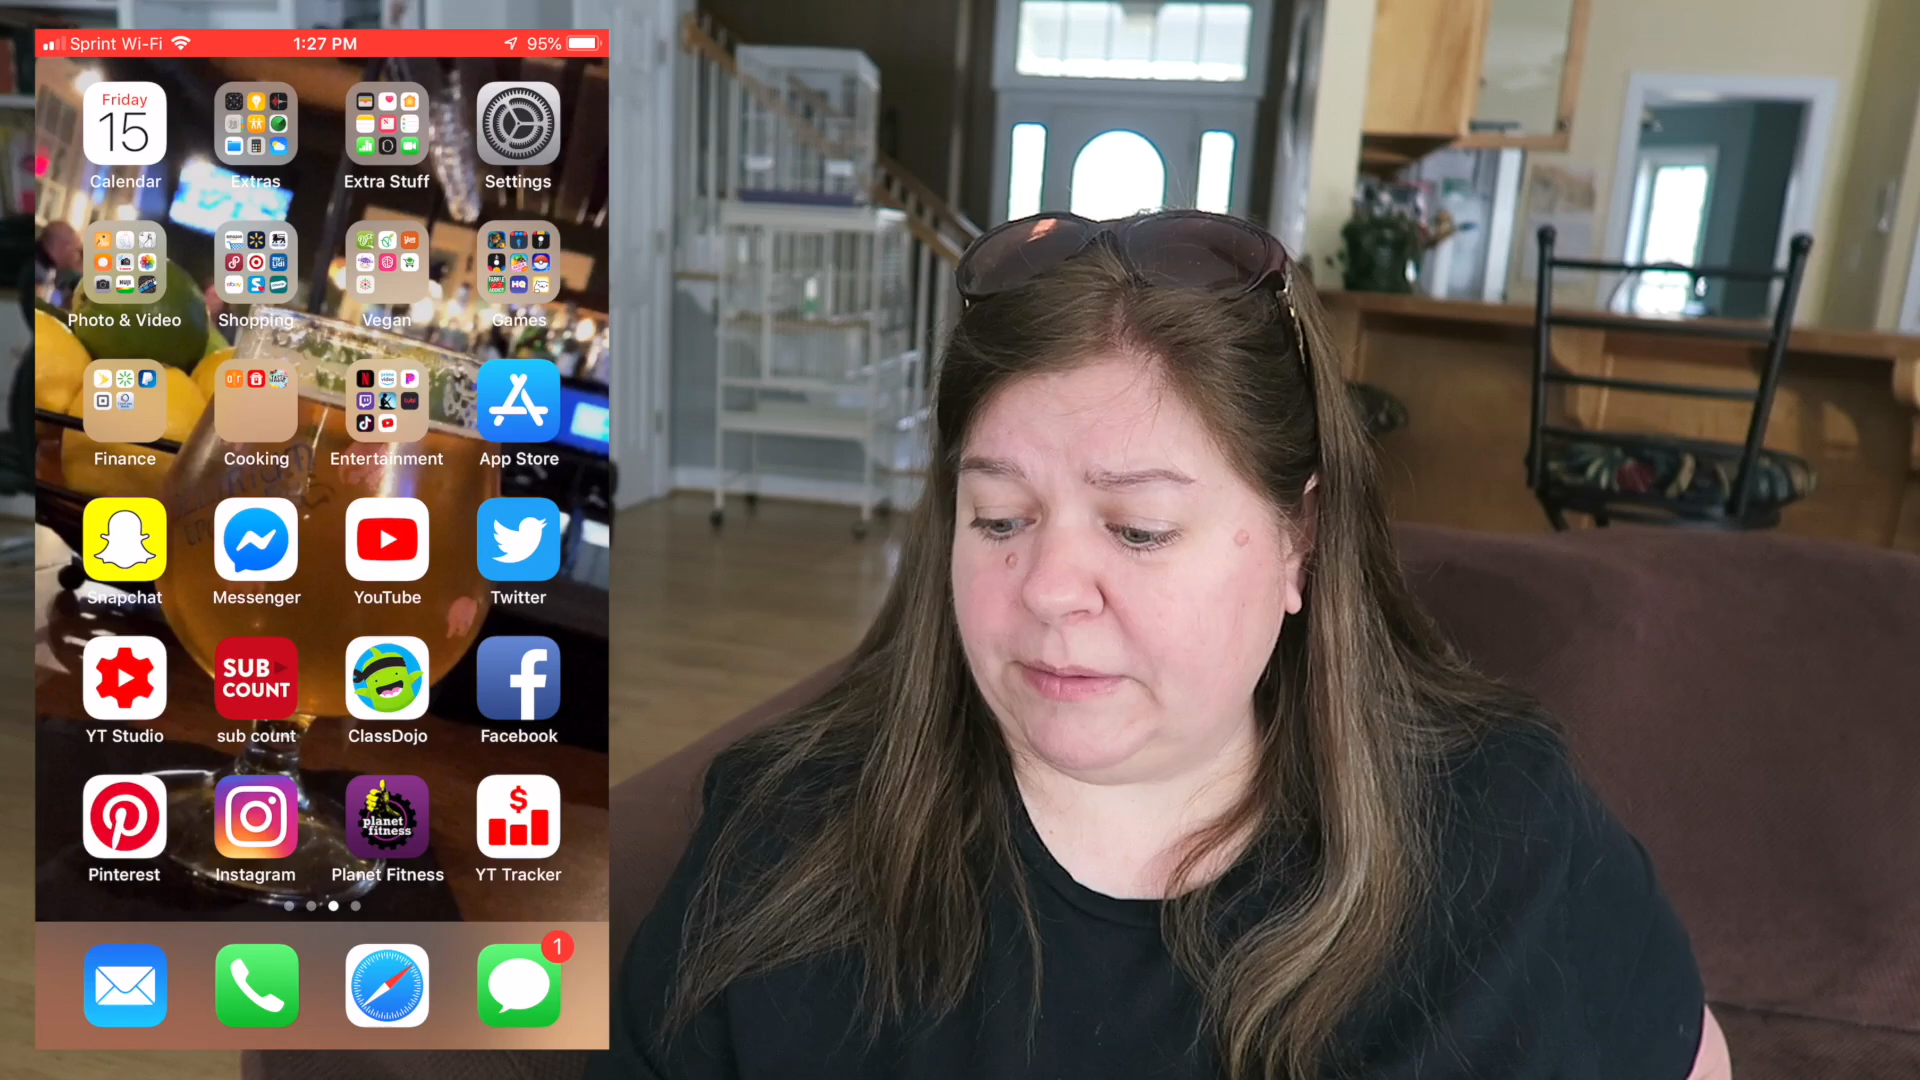 Sprint Wi-Fi 1:27 PM 95%
Friday
15
Calendar Extras Extra Stuff Settings
Photo & Video Shopping Vegan Games
Finance Cooking Entertainment App Store
Snapchat Messenger YouTube Twitter
SUB
COUNT
YT Studio sub count ClassDojo Facebook
f
planet
fitness
$
Pinterest Instagram Planet Fitness YT Tracker
1